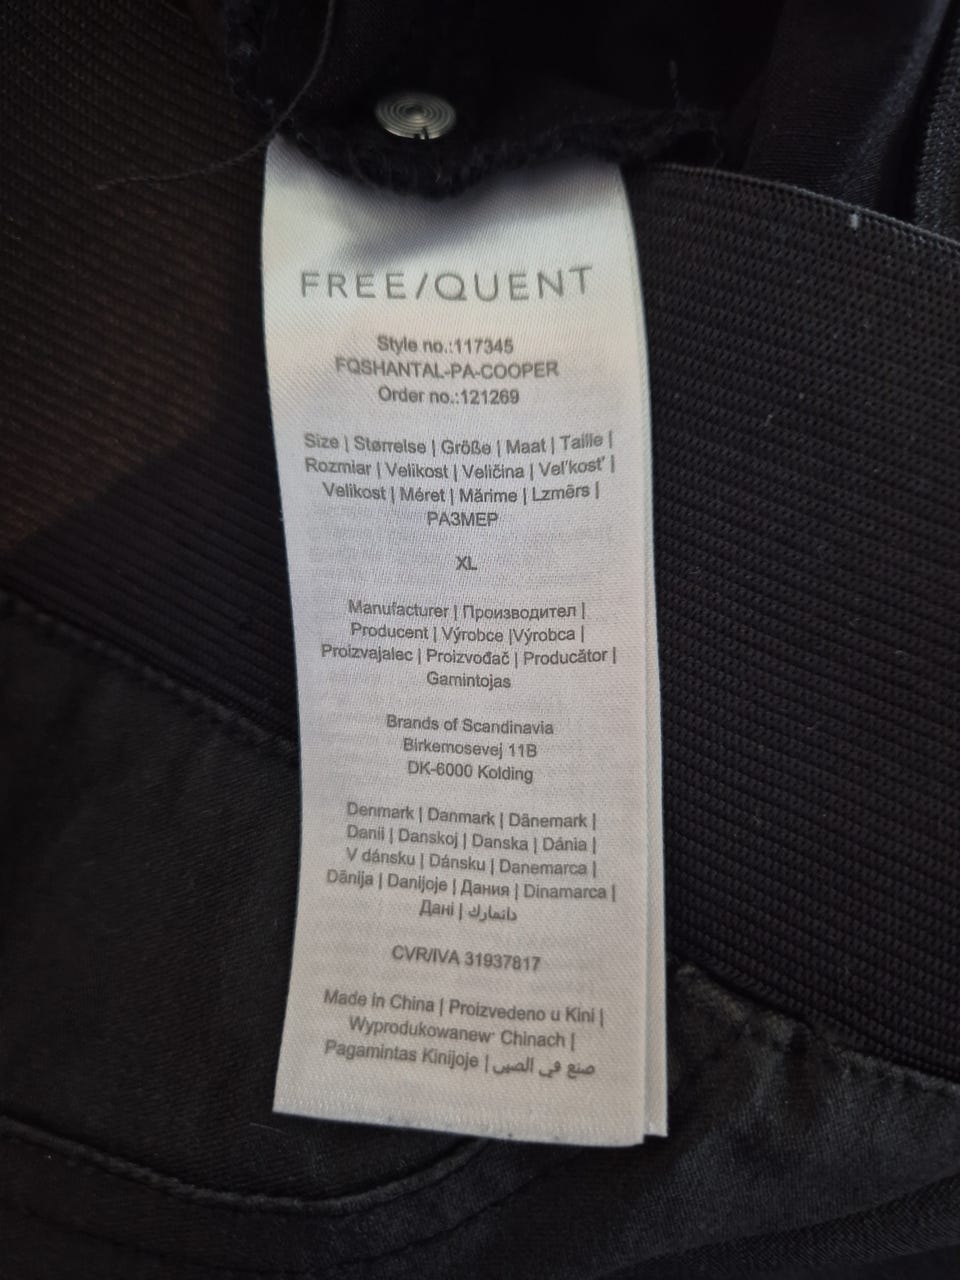 FREE/QUENT
Style no.:117345
FQSHANTAL-PA-COOPER
Order no.:121269
Size | Størrelse | Größe | Maat | Taille |
Rozmiar | Velikost | Veličina | Veľkosť |
Velikost | Méret | Mărime | Lzmērs |
РАЗМЕР
XL
Manufacturer | Производител |
Producent | Výrobce |Výrobca |
Proizvajalec | Proizvođač | Producător |
Gamintojas
Brands of Scandinavia
Birkemosevej 11B
DK-6000 Kolding
Denmark | Danmark | Dänemark |
Danii | Danskoj | Danska | Dánia |
V dánsku | Dánsku | Danemarca |
Dānija | Danijoje | Дания | Dinamarca |
Дані | دانمارك
CVR/IVA 31937817
Made in China | Proizvedeno u Kini |
Wyprodukowanew Chinach |
Pagamintas Kinijoje | صنع في الصين